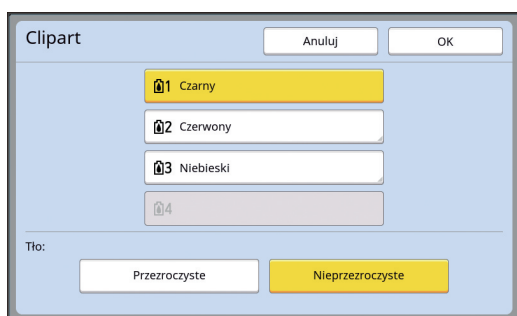 Clipart Anuluj OK
1 Czarny
2 Czerwony
3 Niebieski
4
Tło:
Przezroczyste Nieprzezroczyste